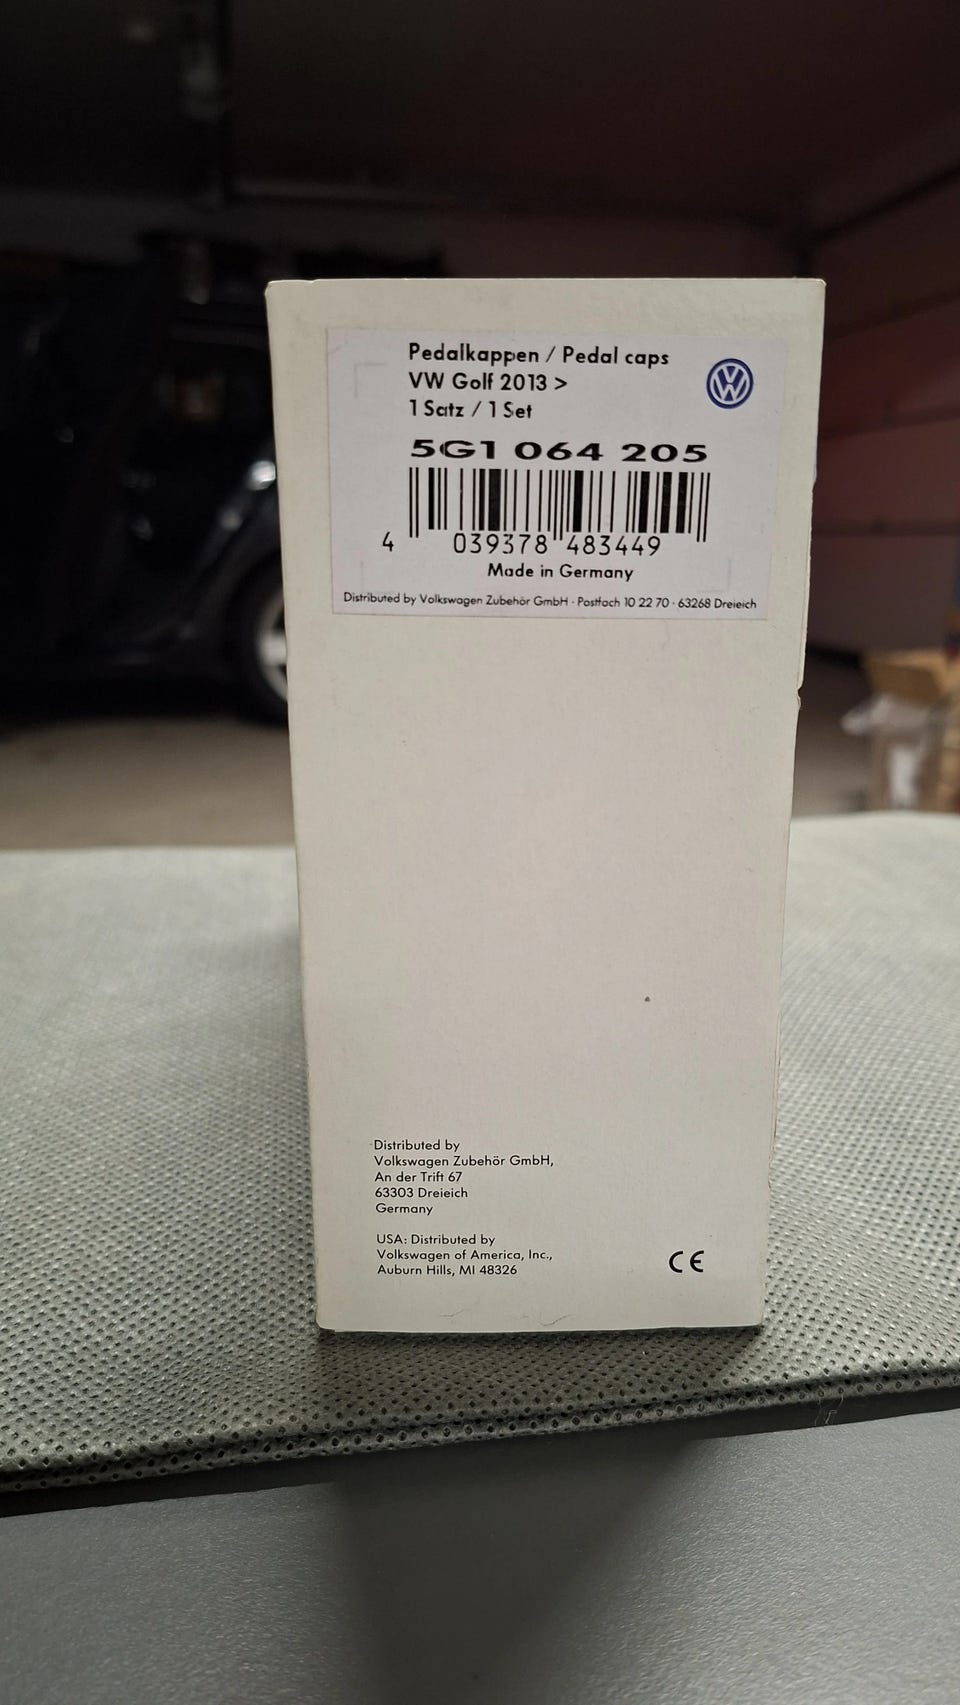 Pedalkappen / Pedal caps
VW Golf 2013 >
1 Satz / 1 Set
5G1 064 205
4 039378 483449
Made in Germany
Distributed by Volkswagen Zubehör GmbH · Postfach 10 22 70 · 63268 Dreieich
Distributed by
Volkswagen Zubehör GmbH,
An der Trift 67
63303 Dreieich
Germany
USA: Distributed by
Volkswagen of America, Inc.,
Auburn Hills, MI 48326
CE